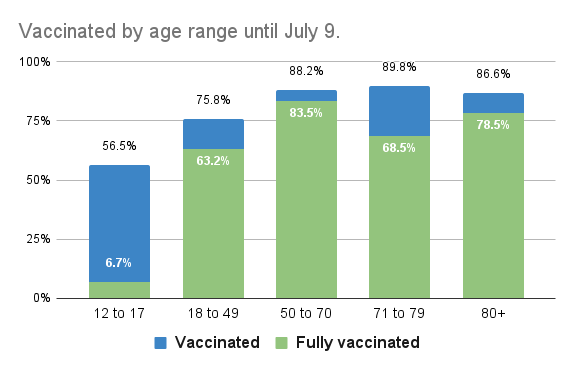 Vaccinated by age range until July 9.
100%
75%
50%
25%
0%
56.5%
75.8%
88.2%
89.8%
86.6%
6.7%
63.2%
83.5%
68.5%
78.5%
12 to 17
18 to 49
50 to 70
71 to 79
80+
Vaccinated
Fully vaccinated